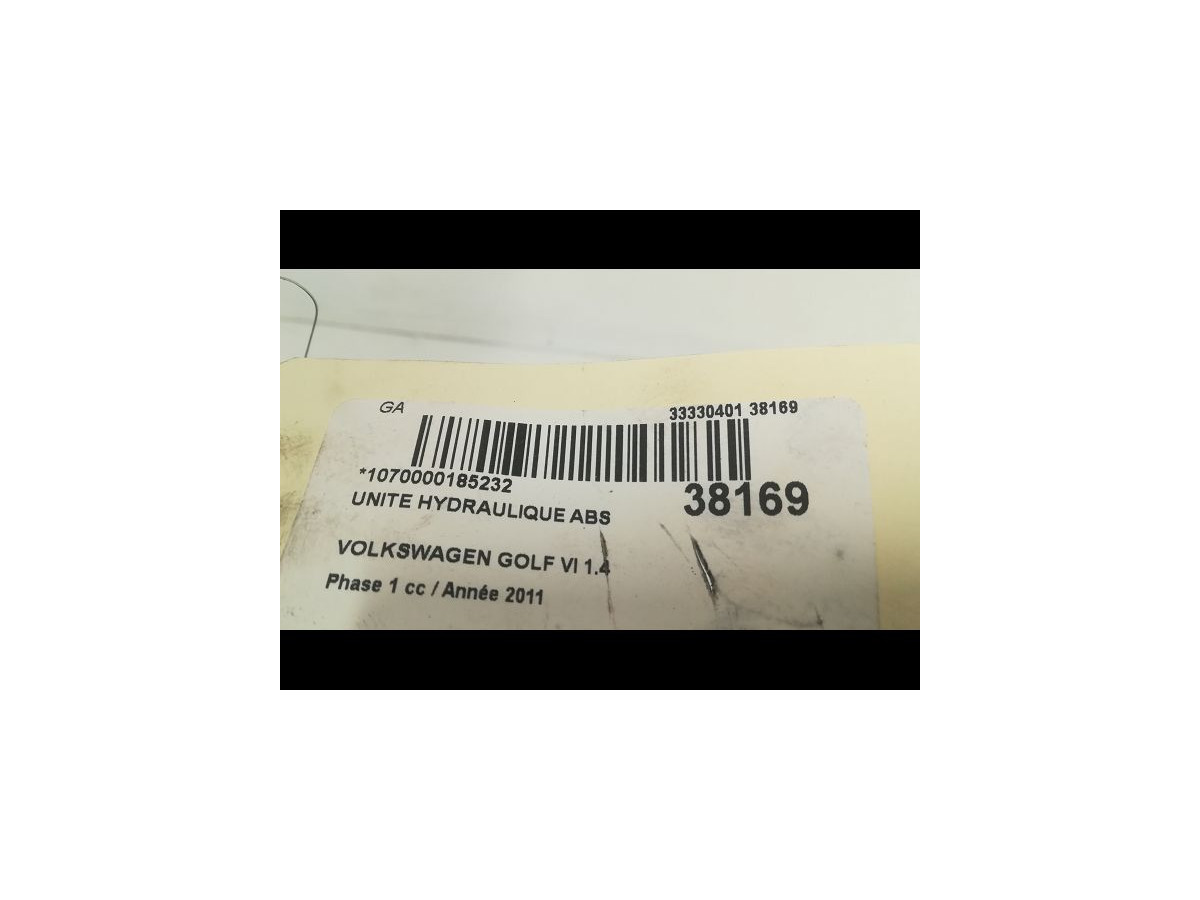 GA
33330401 38169
*1070000185232
38169
UNITE HYDRAULIQUE ABS
VOLKSWAGEN GOLF VI 1.4
Phase 1 cc / Année 2011